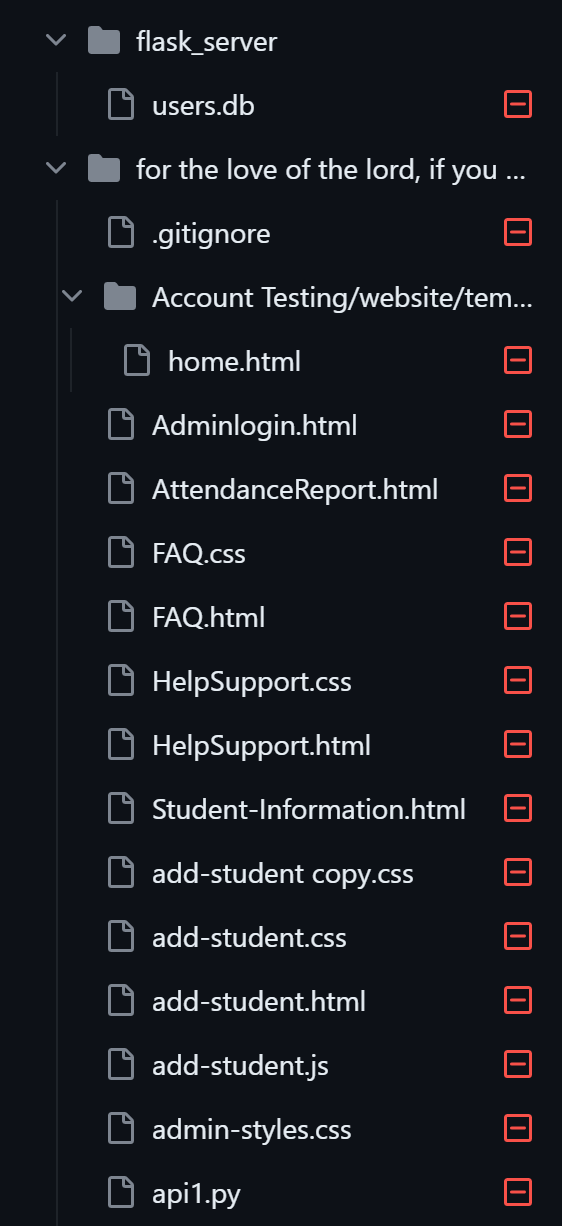 flask_server
users.db
for the love of the lord, if you ...
.gitignore
Account Testing/website/tem...
home.html
Adminlogin.html
AttendanceReport.html
FAQ.css
FAQ.html
HelpSupport.css
HelpSupport.html
Student-Information.html
add-student copy.css
add-student.css
add-student.html
add-student.js
admin-styles.css
api1.py